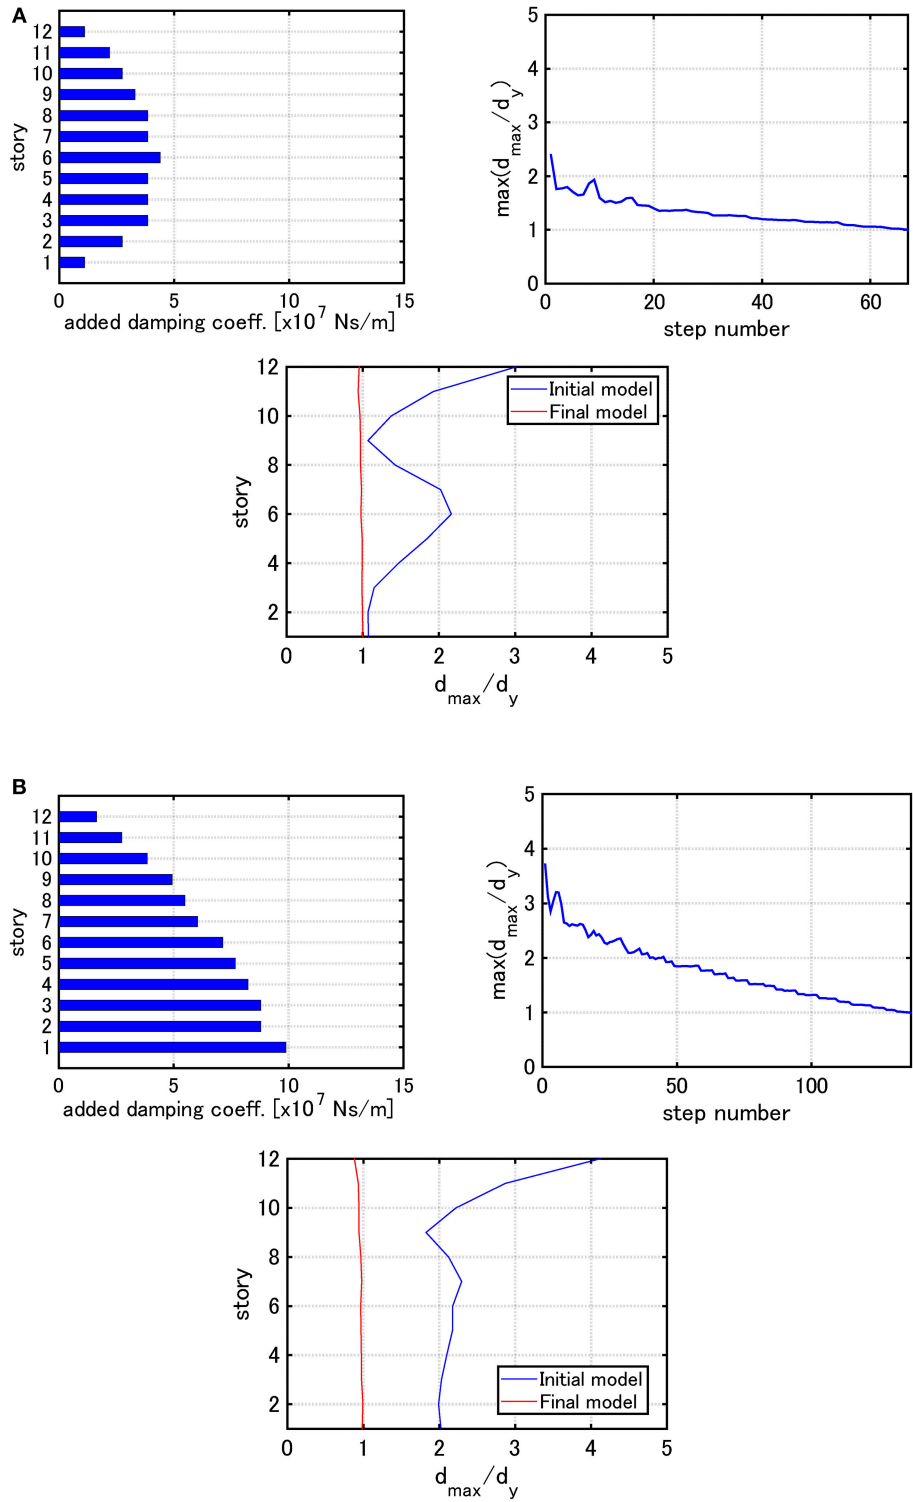 A
12
11
10
9
8
7
6
5
4
3
2
1
story
0 5 10 15
added damping coeff. [x10^7 Ns/m]
5
4
3
2
1
0
max(d_max/d_y)
0 20 40 60
step number
12
10
8
6
4
2
story
Initial model
Final model
0 1 2 3 4 5
d_max/d_y
B
12
11
10
9
8
7
6
5
4
3
2
1
story
0 5 10 15
added damping coeff. [x10^7 Ns/m]
5
4
3
2
1
0
max(d_max/d_y)
0 50 100
step number
12
10
8
6
4
2
story
Initial model
Final model
0 1 2 3 4 5
d_max/d_y